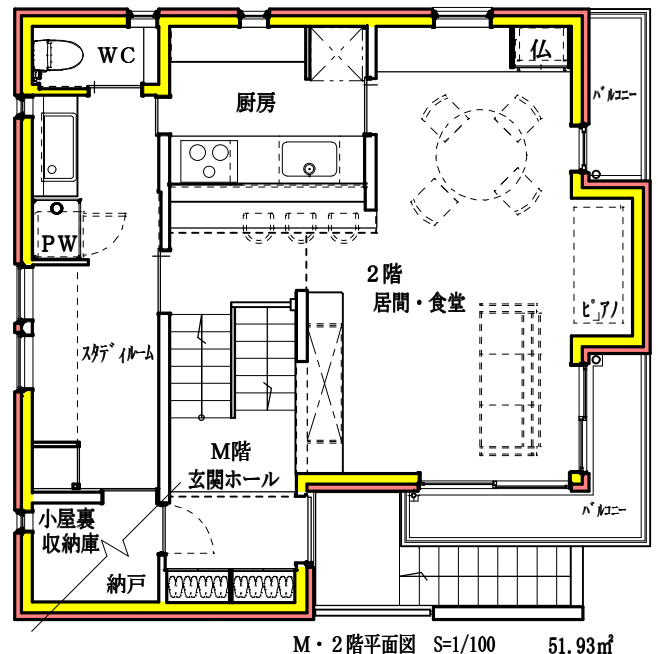 WC
仏
バルコニー
厨房
PW
2階
居間・食堂
ピアノ
スタディルーム
M階
玄関ホール
小屋裏
収納庫
納戸
バルコニー
M・2階平面図 S=1/100 51.93㎡